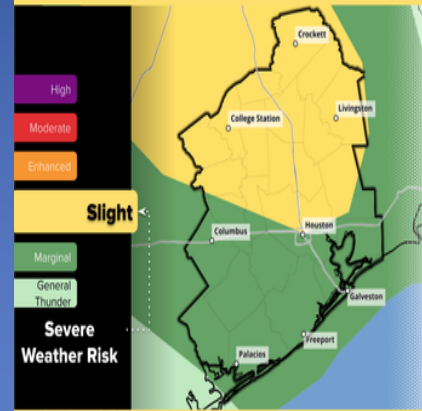 High
Moderate
Enhanced
Slight
Marginal
General
Thunder
Severe
Weather Risk
Crockett
Livingston
College Station
Columbus
Houston
Galveston
Freeport
Palacios